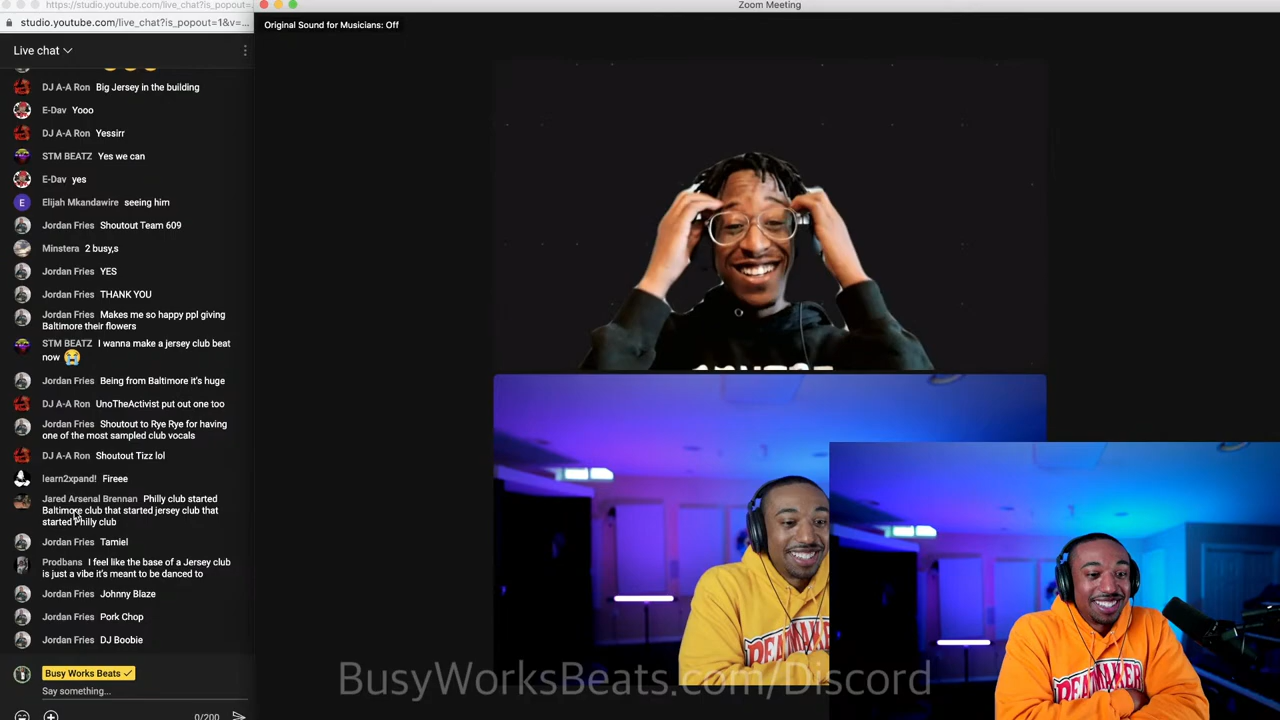 https://studio.youtube.com/live_chat?is_popout=
studio.youtube.com/live_chat?is_popout=1&v=...
Live chat
DJ A-A Ron Big Jersey in the building
E-Dav Yooo
DJ A-A Ron Yessirr
STM BEATZ Yes we can
E-Dav yes
E
Elijah Mkandawire seeing him
Jordan Fries Shoutout Team 609
Minstera 2 busy,s
Jordan Fries YES
Jordan Fries THANK YOU
Jordan Fries Makes me so happy ppl giving
Baltimore their flowers
STM BEATZ I wanna make a jersey club beat
now 😭
Jordan Fries Being from Baltimore it's huge
DJ A-A Ron UnoTheActivist put out one too
Jordan Fries Shoutout to Rye Rye for having
one of the most sampled club vocals
DJ A-A Ron Shoutout Tizz lol
learn2xpand! Fireee
Jared Arsenal Brennan Philly club started
Baltimore club that started jersey club that
started Philly club
Jordan Fries Tamiel
Prodbans I feel like the base of a Jersey club
is just a vibe it's meant to be danced to
Jordan Fries Johnny Blaze
Jordan Fries Pork Chop
Jordan Fries DJ Boobie
Busy Works Beats
Say something...
0/200
Zoom Meeting
Original Sound for Musicians: Off
BEATMAKER
BEATMAKER
BusyWorksBeats.com/Discord